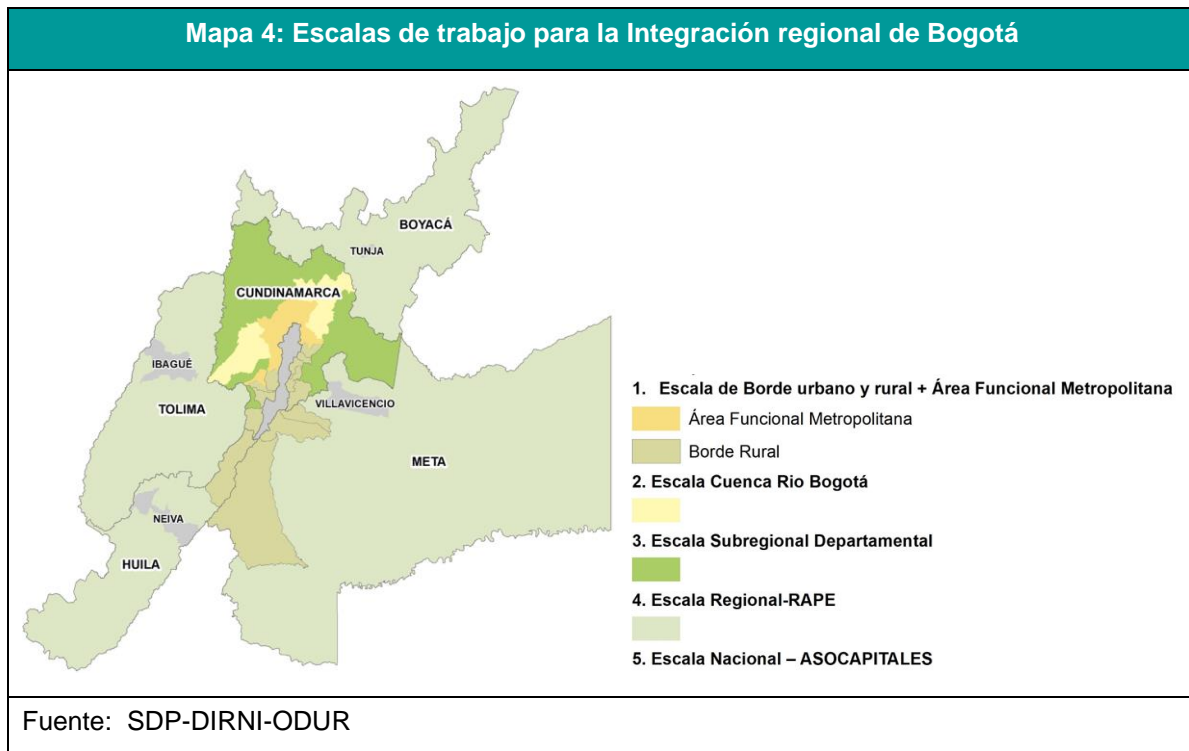 Mapa 4: Escalas de trabajo para la Integración regional de Bogotá
BOYACÁ
TUNJA
CUNDINAMARCA
IBAGUÉ
TOLIMA
VILLAVICENCIO
META
NEIVA
HUILA
1. Escala de Borde urbano y rural + Área Funcional Metropolitana
Área Funcional Metropolitana
Borde Rural
2. Escala Cuenca Rio Bogotá
3. Escala Subregional Departamental
4. Escala Regional-RAPE
5. Escala Nacional – ASOCAPITALES
Fuente: SDP-DIRNI-ODUR